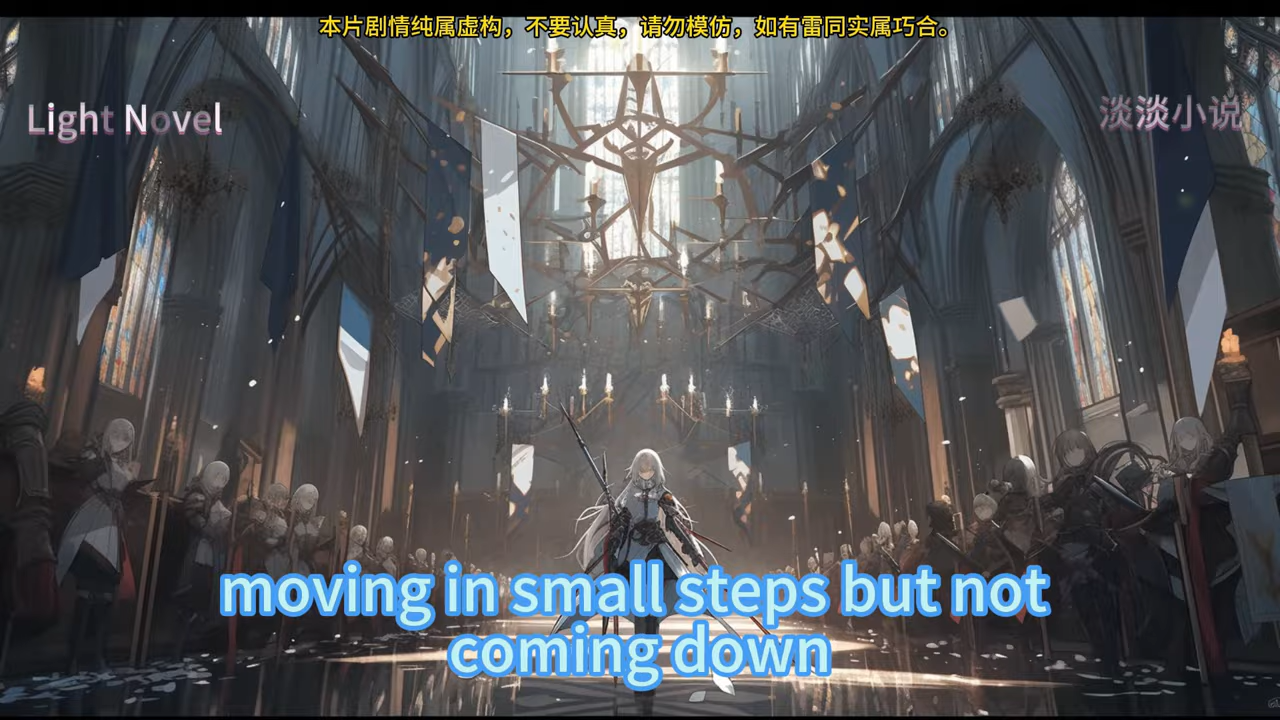 本片剧情纯属虚构，不要认真，请勿模仿，如有雷同实属巧合。
Light Novel
淡淡小说
moving in small steps but not
coming down